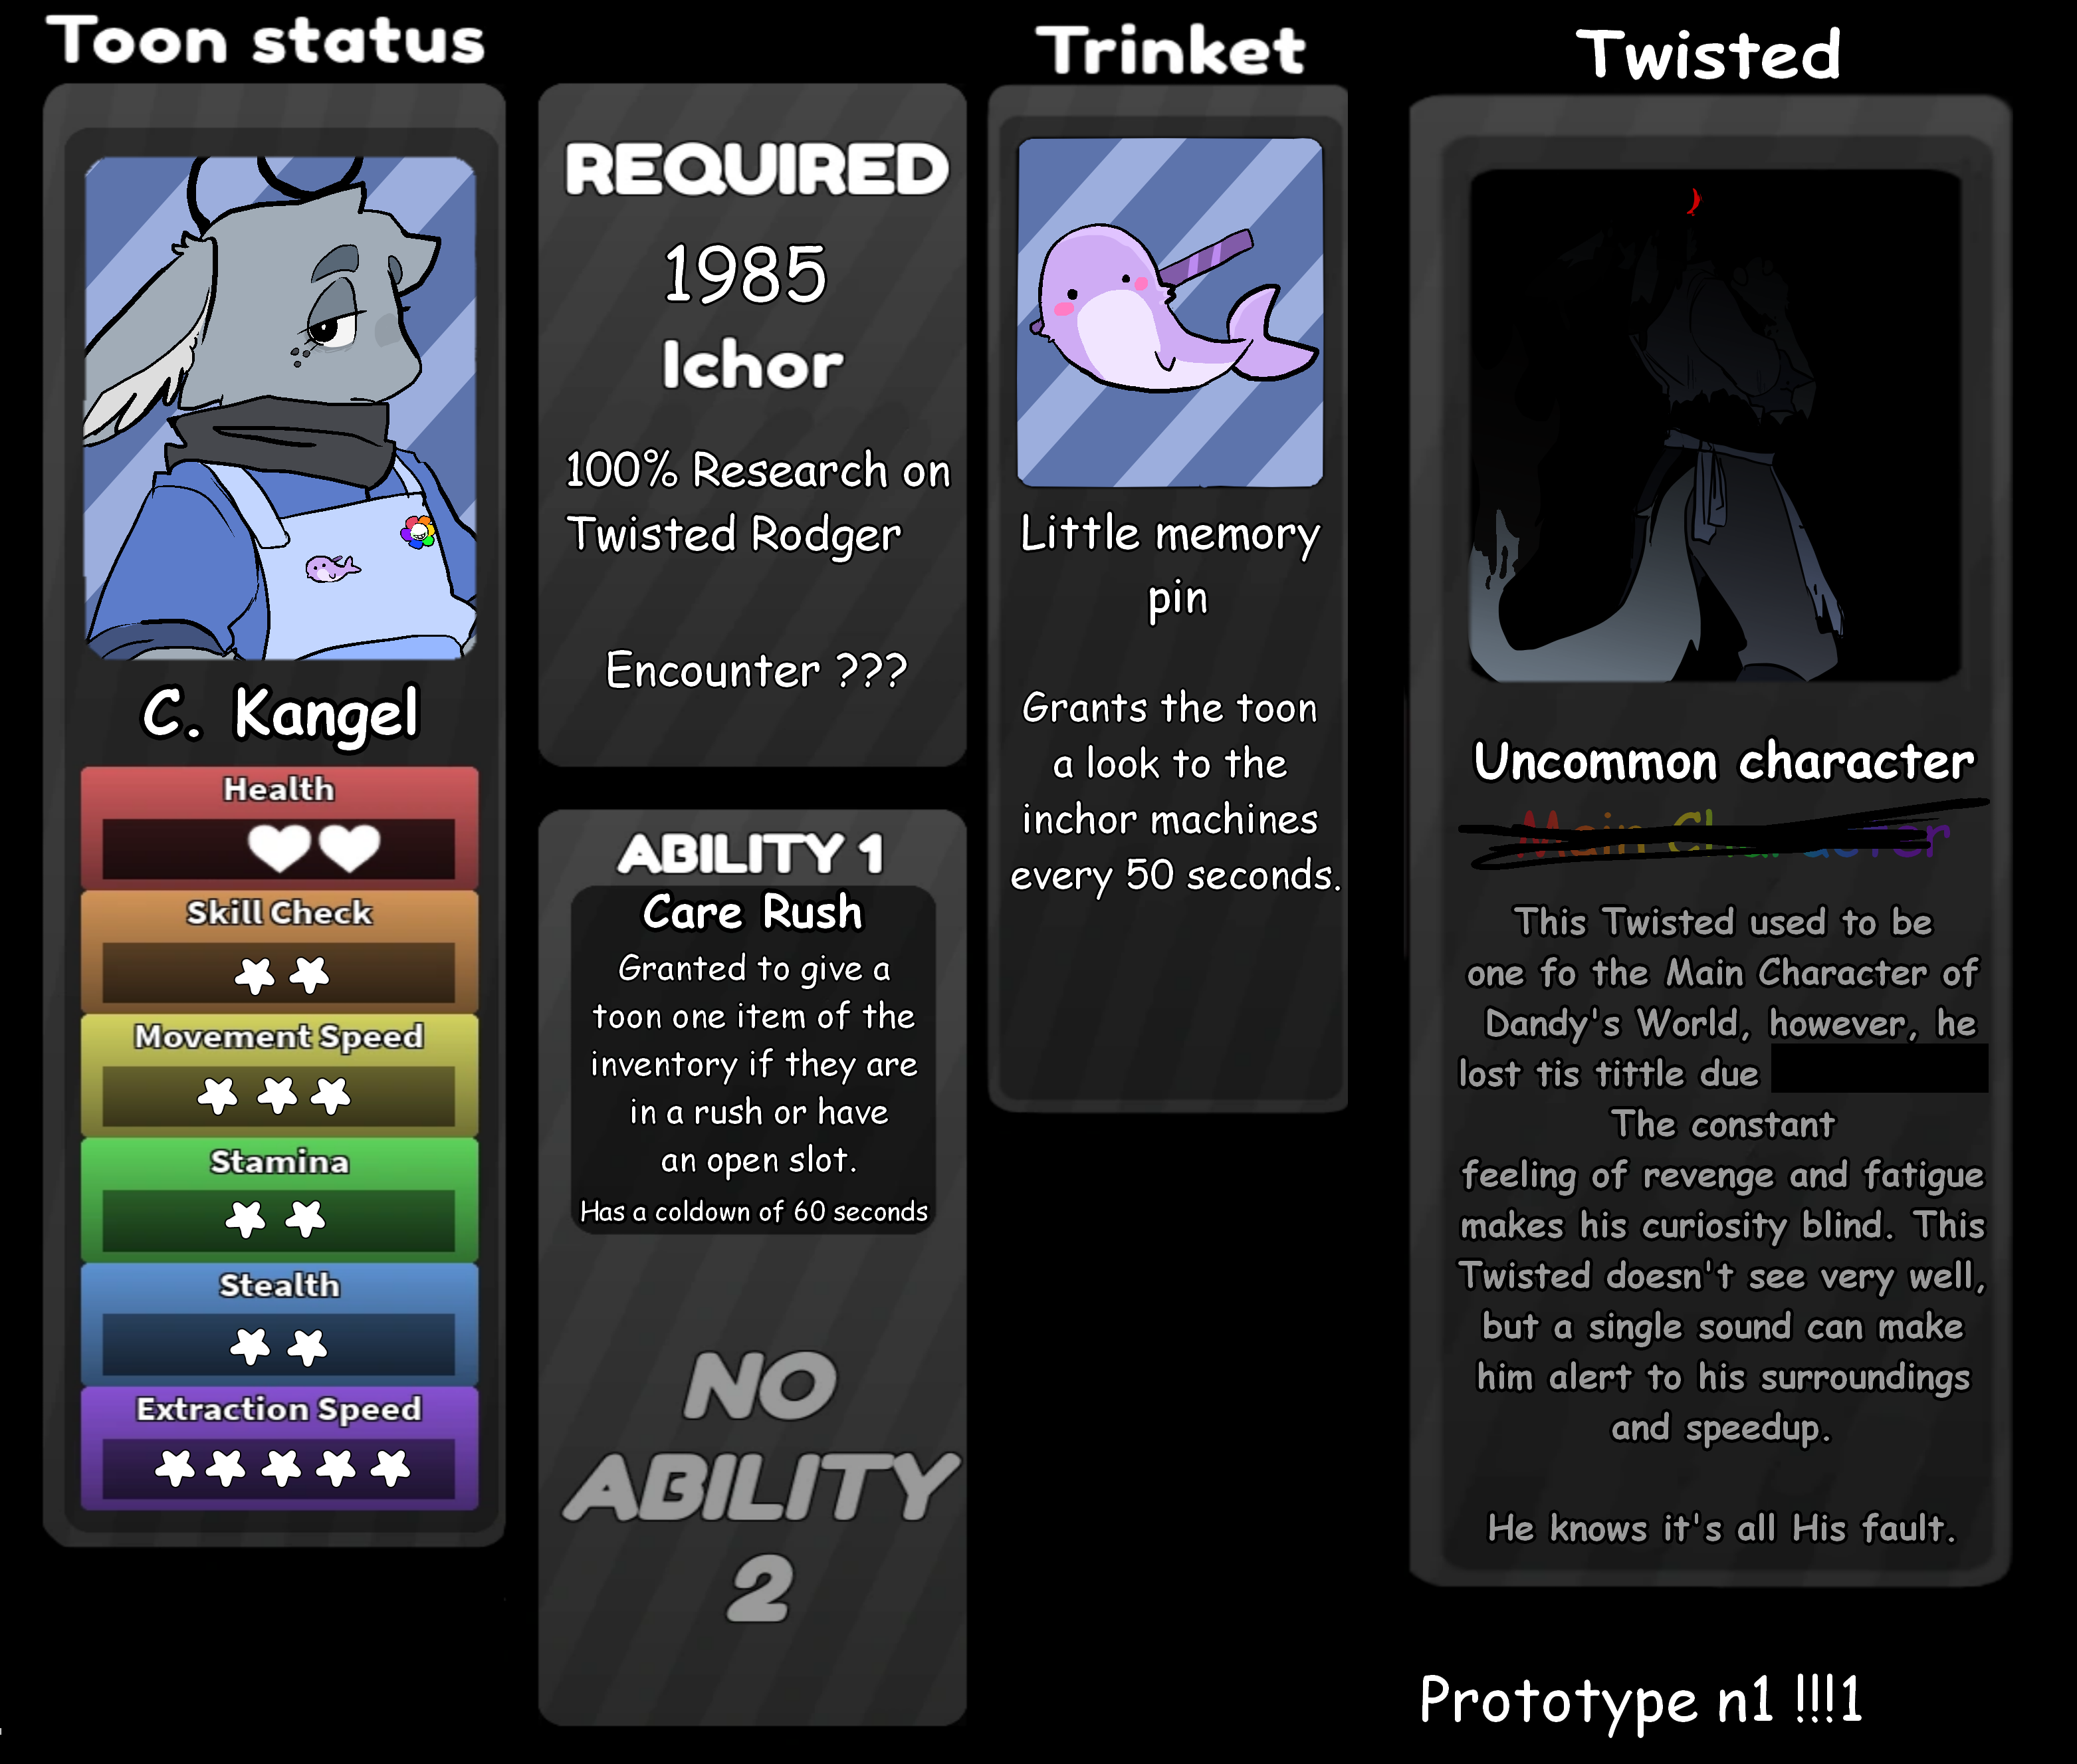 Toon status
C. Kangel
Health
Skill Check
Movement Speed
Stamina
Stealth
Extraction Speed
REQUIRED
1985
Ichor
100% Research on
Twisted Rodger
Encounter ???
ABILITY 1
Care Rush
Granted to give a
toon one item of the
inventory if they are
in a rush or have
an open slot.
Has a coldown of 60 seconds
NO
ABILITY
2
Trinket
Little memory
pin
Grants the toon
a look to the
inchor machines
every 50 seconds.
Twisted
Uncommon character
Main Character
This Twisted used to be
one fo the Main Character of
Dandy's World, however, he
lost tis tittle due
The constant
feeling of revenge and fatigue
makes his curiosity blind. This
Twisted doesn't see very well,
but a single sound can make
him alert to his surroundings
and speedup.
He knows it's all His fault.
Prototype n1 !!!1